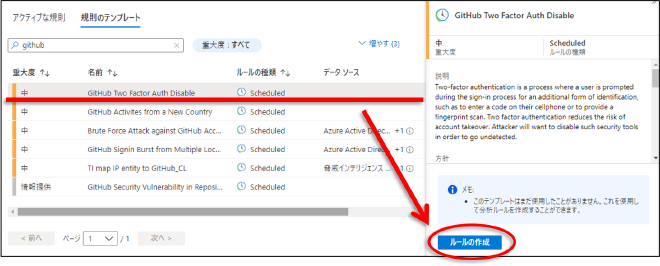 アクティブな規則 規則のテンプレート
github
重大度 : すべて
増やす (3)
重大度 ↑↓ 名前 ↑↓ ルールの種類 ↑↓ データ ソース
中 GitHub Two Factor Auth Disable Scheduled
中 GitHub Activites from a New Country Scheduled
中 Brute Force Attack against GitHub Acc... Scheduled Azure Active Direc... +1
中 GitHub Signin Burst from Multiple Loc... Scheduled Azure Active Direc... +1
中 TI map IP entity to GitHub_CL Scheduled 脅威インテリジェンス ... +1
情報提供 GitHub Security Vulnerability in Reposi... Scheduled
< 前へ ページ 1 / 1 次へ >
GitHub Two Factor Auth Disable
中 Scheduled
重大度 ルールの種類
説明
Two-factor authentication is a process where a user is prompted
during the sign-in process for an additional form of identification,
such as to enter a code on their cellphone or to provide a
fingerprint scan. Two factor authentication reduces the risk of
account takeover. Attacker will want to disable such security tools
in order to go undetected.
方針
メモ:
• このテンプレートはまだ使用したことがありません。これを使用
して分析ルールを作成することができます。
ルールの作成